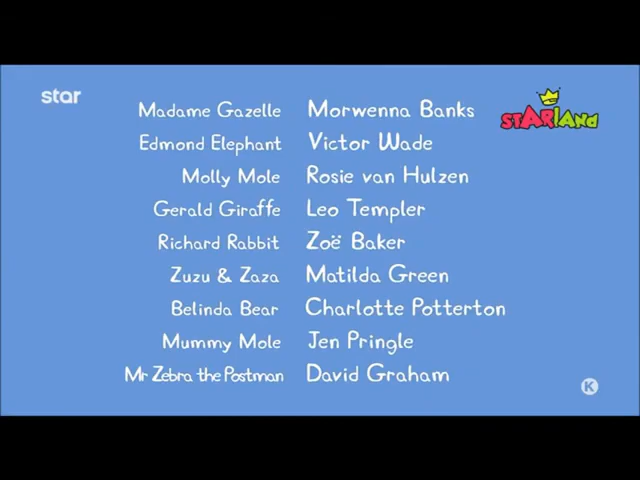 star
STARLAND
Madame Gazelle Morwenna Banks
Edmond Elephant Victor Wade
Molly Mole Rosie van Hulzen
Gerald Giraffe Leo Templer
Richard Rabbit Zoë Baker
Zuzu & Zaza Matilda Green
Belinda Bear Charlotte Potterton
Mummy Mole Jen Pringle
Mr Zebra the Postman David Graham
K